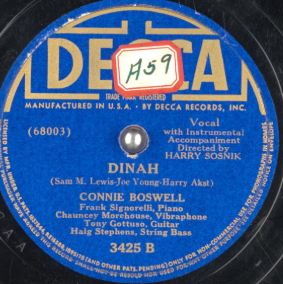 DECCA
A59
TRADE MARK REGISTERED
MANUFACTURED IN U.S.A. BY DECCA RECORDS, INC.
(68003)
Vocal
with Instrumental
Accompaniment
Directed by
HARRY SOSNIK
DINAH
(Sam M. Lewis-Joe Young-Harry Akst)
CONNIE BOSWELL
Frank Signorelli, Piano
Chauncey Morehouse, Vibraphone
Tony Gottuso, Guitar
Haig Stephens, String Bass
3425 B